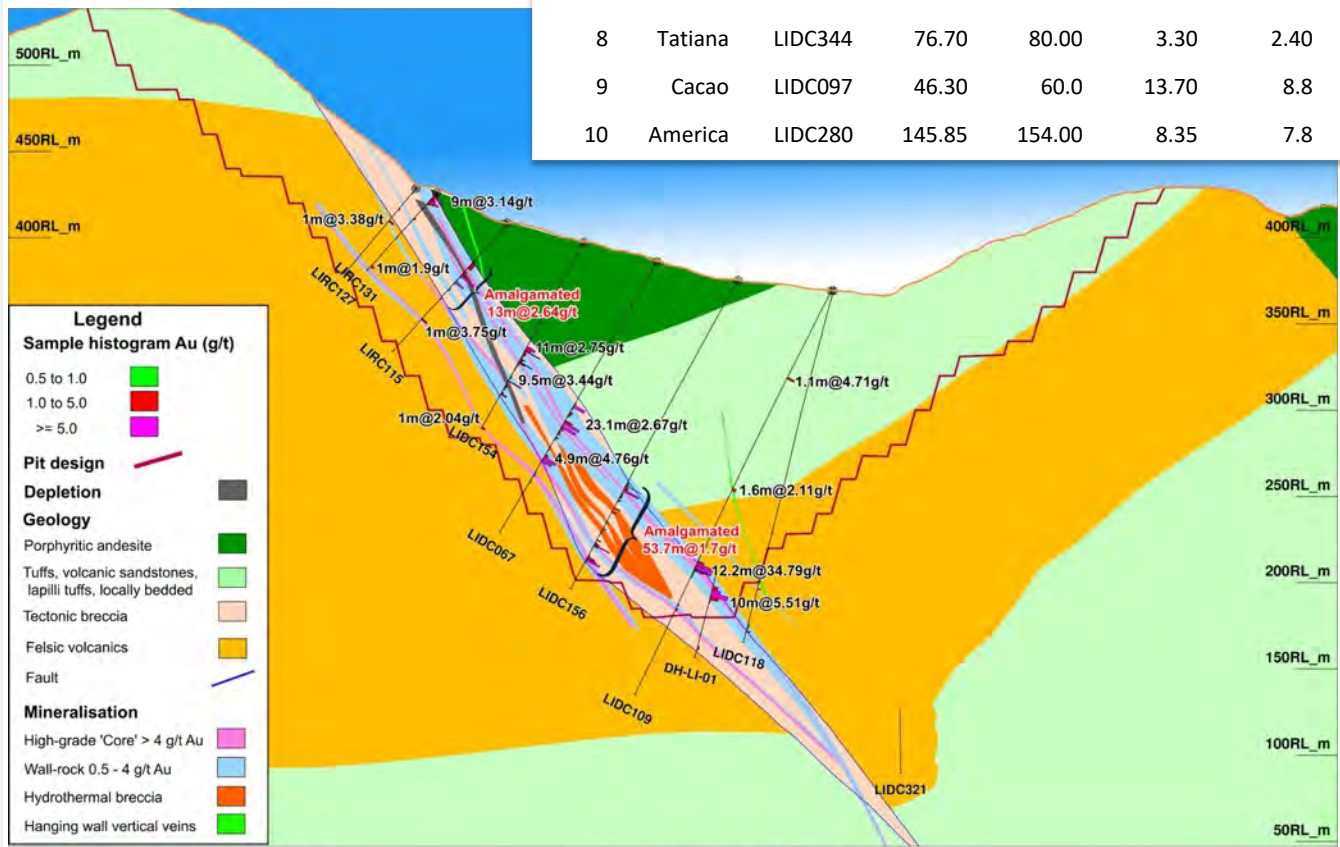 8 Tatiana LIDC344 76.70 80.00 3.30 2.40
9 Cacao LIDC097 46.30 60.0 13.70 8.8
10 America LIDC280 145.85 154.00 8.35 7.8
500RL_m
450RL_m
400RL_m
400RL_m
350RL_m
300RL_m
250RL_m
200RL_m
150RL_m
100RL_m
50RL_m
9m@3.14g/t
1m@3.38g/t
1m@1.9g/t
LIRC131
LIRC127
Amalgamated
13m@2.64g/t
1m@3.75g/t
LIRC115
11m@2.75g/t
9.5m@3.44g/t
1.1m@4.71g/t
1m@2.04g/t
LIDC154
23.1m@2.67g/t
4.9m@4.76g/t
LIDC067
1.6m@2.11g/t
Amalgamated
53.7m@1.7g/t
12.2m@34.79g/t
10m@5.51g/t
LIDC156
LIDC118
DH-LI-01
LIDC109
LIDC321
Legend
Sample histogram Au (g/t)
0.5 to 1.0
1.0 to 5.0
>= 5.0
Pit design
Depletion
Geology
Porphyritic andesite
Tuffs, volcanic sandstones,
lapilli tuffs, locally bedded
Tectonic breccia
Felsic volcanics
Fault
Mineralisation
High-grade 'Core' > 4 g/t Au
Wall-rock 0.5 - 4 g/t Au
Hydrothermal breccia
Hanging wall vertical veins